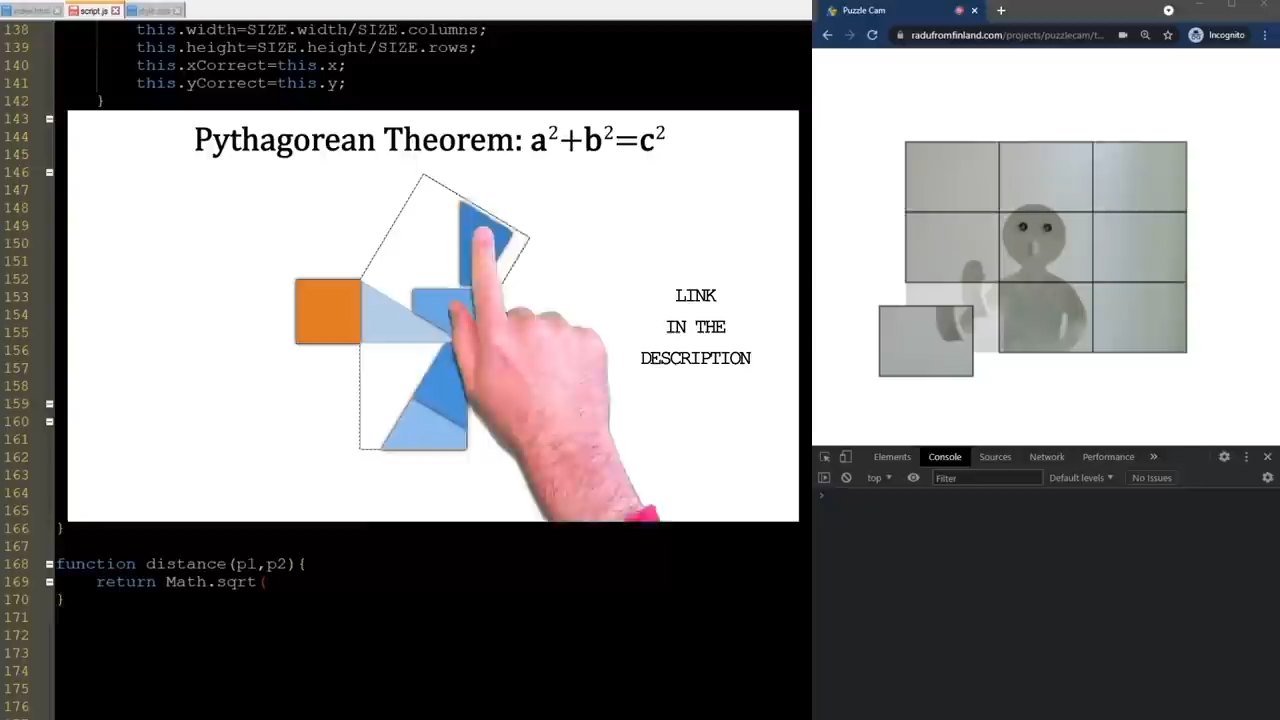 index.html
script.js
style.css
138 this.width=SIZE.width/SIZE.columns;
139 this.height=SIZE.height/SIZE.rows;
140 this.xCorrect=this.x;
141 this.yCorrect=this.y;
142 }
143
144
145
146
147
148
149
150
151
152
153
154
155
156
157
158
159
160
161
162
163
164
165
166 }
167
168 function distance(p1,p2){
169 return Math.sqrt(
170 }
171
172
173
174
175
176
Pythagorean Theorem: a²+b²=c²
LINK
IN THE
DESCRIPTION
Puzzle Cam
radufromfinland.com/projects/puzzlecam/t... Incognito
Elements Console Sources Network Performance »
top Filter Default levels No Issues